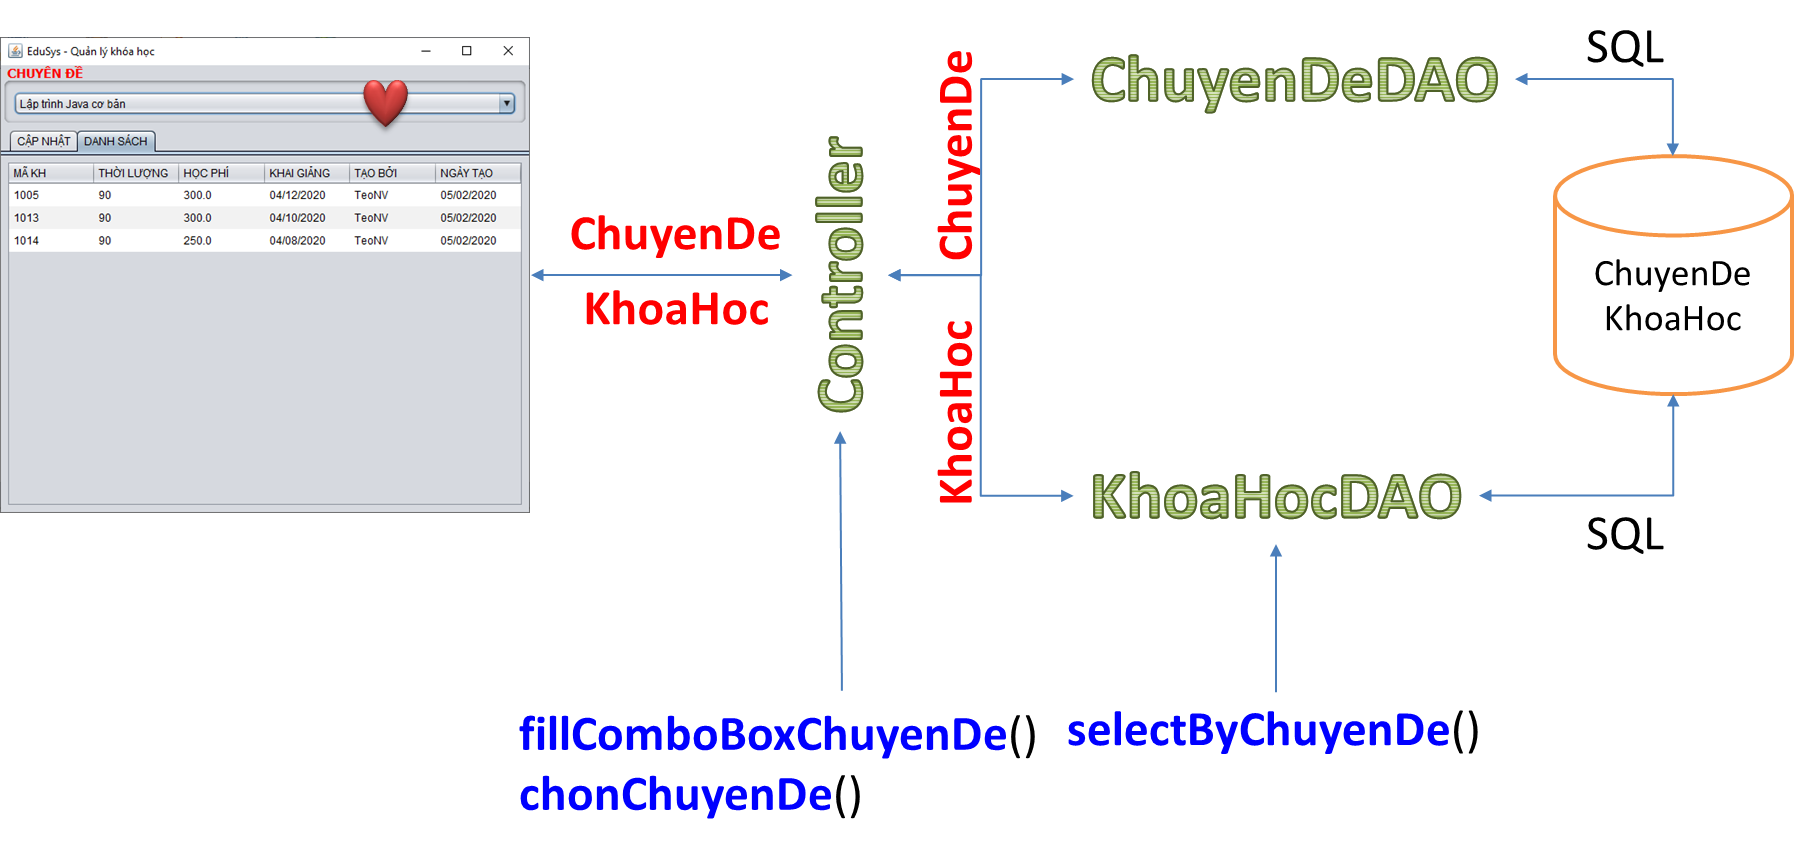 EduSys - Quản lý khóa học
CHUYÊN ĐỀ
Lập trình Java cơ bản
CẬP NHẬT DANH SÁCH
MÃ KH THỜI LƯỢNG HỌC PHÍ KHAI GIẢNG TẠO BỞI NGÀY TẠO
1005 90 300.0 04/12/2020 TeoNV 05/02/2020
1013 90 300.0 04/10/2020 TeoNV 05/02/2020
1014 90 250.0 04/08/2020 TeoNV 05/02/2020
ChuyenDe
KhoaHoc
Controller
ChuyenDe
KhoaHoc
ChuyenDeDAO
SQL
ChuyenDe
KhoaHoc
KhoaHocDAO
SQL
fillComboBoxChuyenDe()
chonChuyenDe()
selectByChuyenDe()